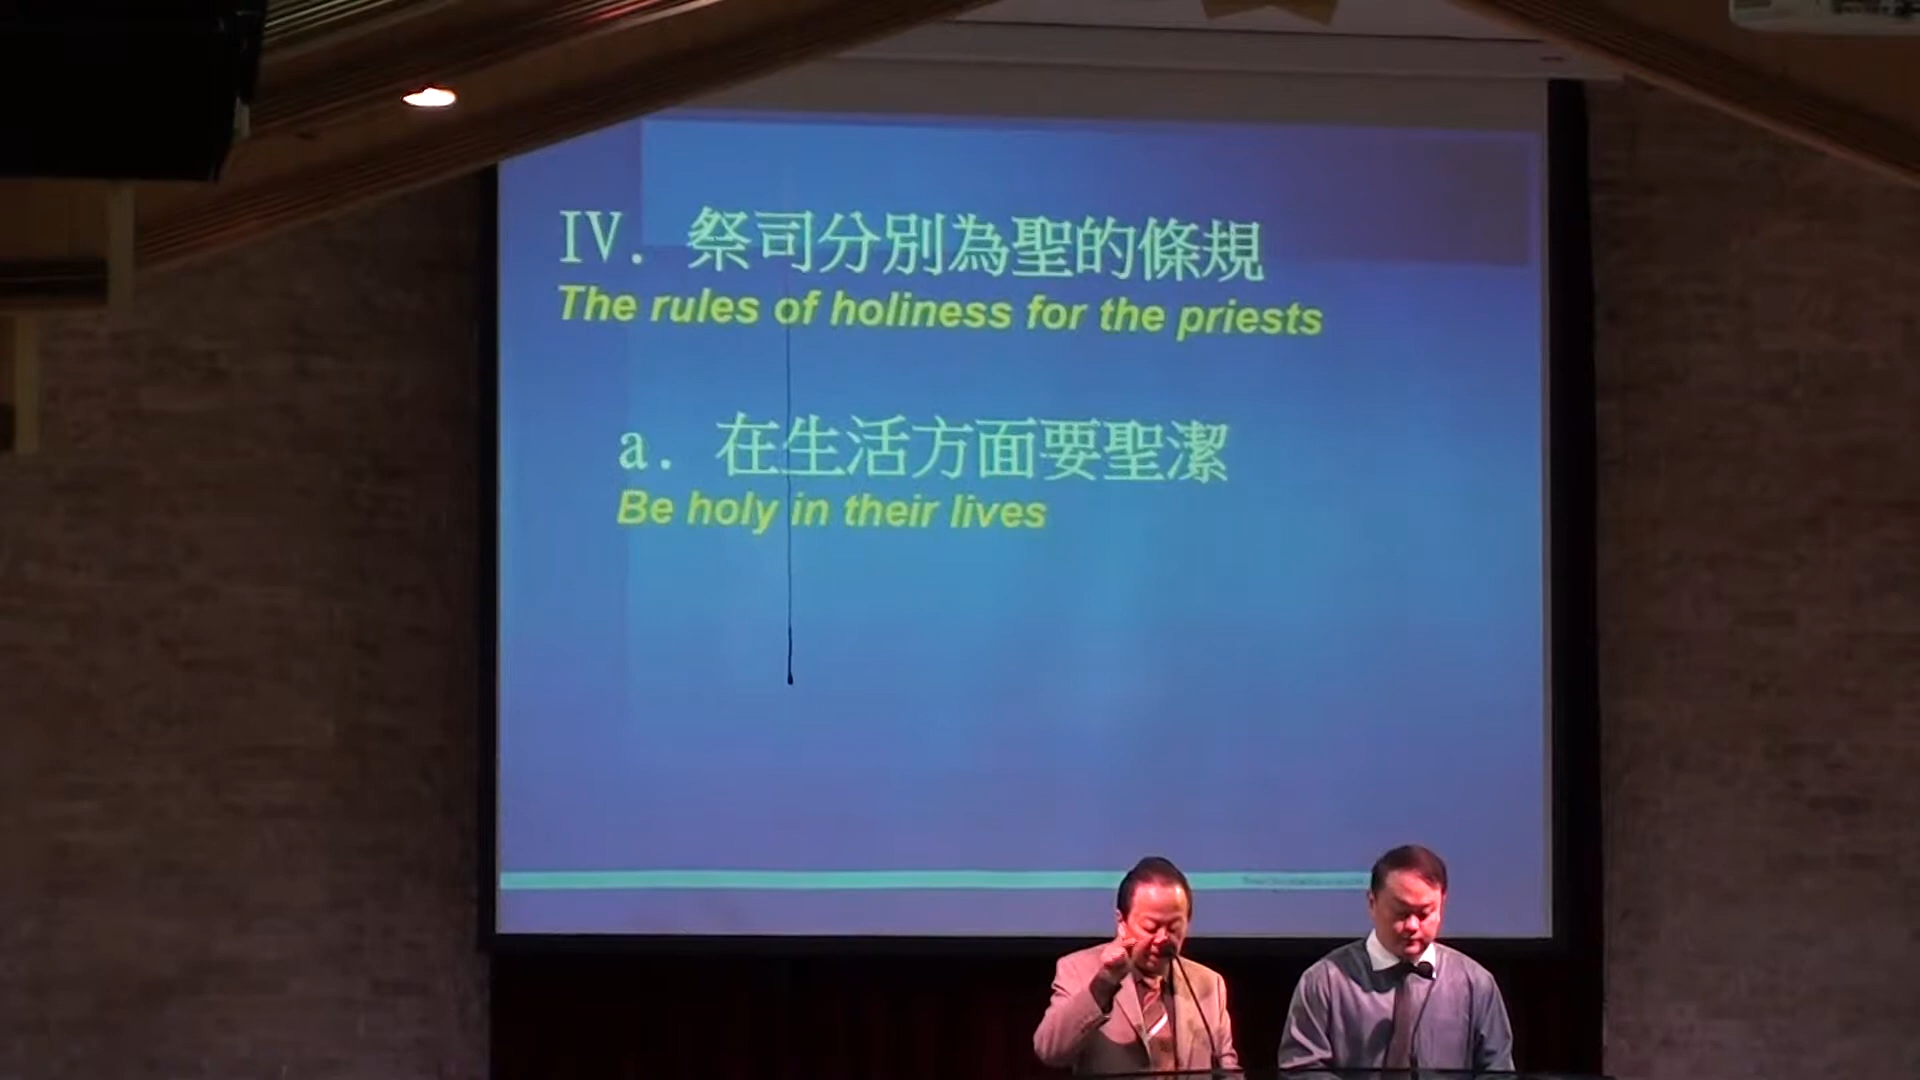 IV. 祭司分別為聖的條規
The rules of holiness for the priests
a. 在生活方面要聖潔
Be holy in their lives